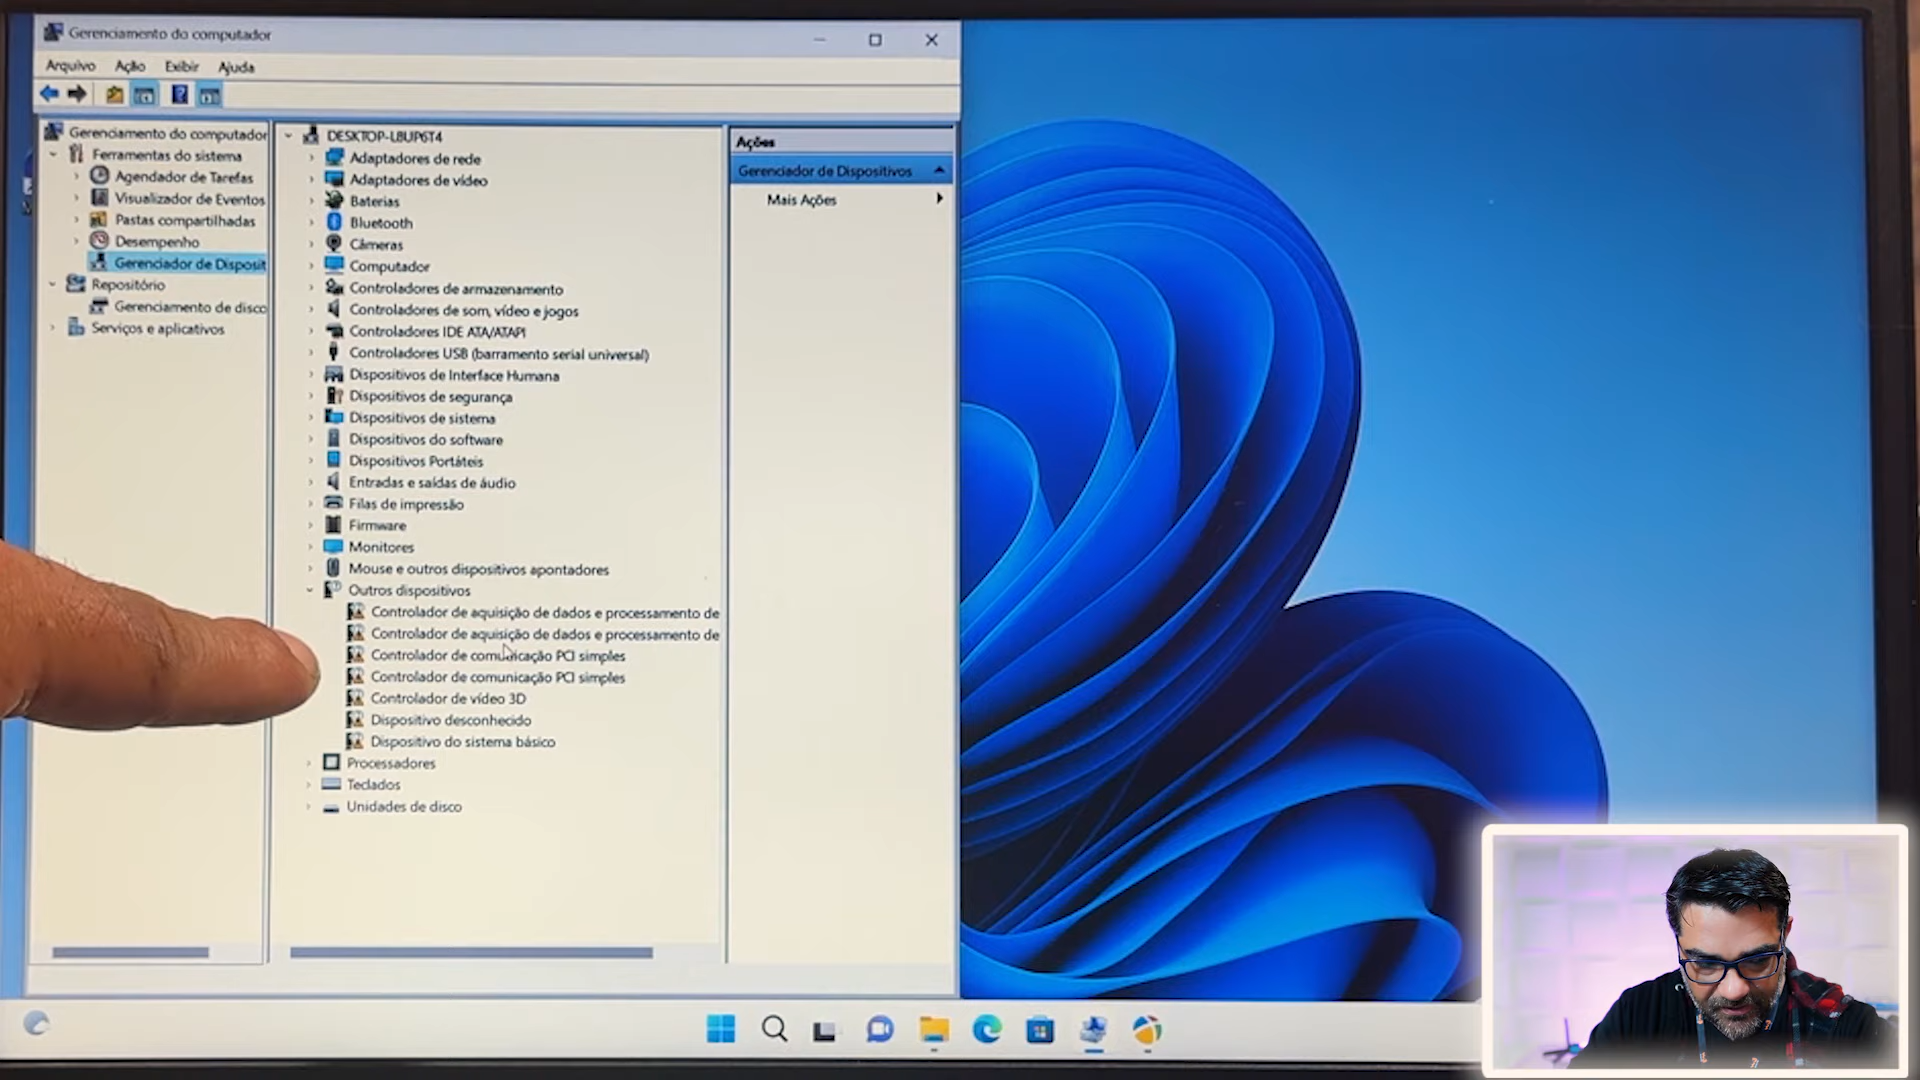 Gerenciamento do computador
Arquivo Ação Exibir Ajuda
Gerenciamento do computador
Ferramentas do sistema
Agendador de Tarefas
Visualizador de Eventos
Pastas compartilhadas
Desempenho
Gerenciador de Disposit
Repositório
Gerenciamento de disco
Serviços e aplicativos
DESKTOP-L8UP6T4
Adaptadores de rede
Adaptadores de vídeo
Baterias
Bluetooth
Câmeras
Computador
Controladores de armazenamento
Controladores de som, vídeo e jogos
Controladores IDE ATA/ATAPI
Controladores USB (barramento serial universal)
Dispositivos de Interface Humana
Dispositivos de segurança
Dispositivos de sistema
Dispositivos do software
Dispositivos Portáteis
Entradas e saídas de áudio
Filas de impressão
Firmware
Monitores
Mouse e outros dispositivos apontadores
Outros dispositivos
Controlador de aquisição de dados e processamento de
Controlador de aquisição de dados e processamento de
Controlador de comunicação PCI simples
Controlador de comunicação PCI simples
Controlador de vídeo 3D
Dispositivo desconhecido
Dispositivo do sistema básico
Processadores
Teclados
Unidades de disco
Ações
Gerenciador de Dispositivos
Mais Ações